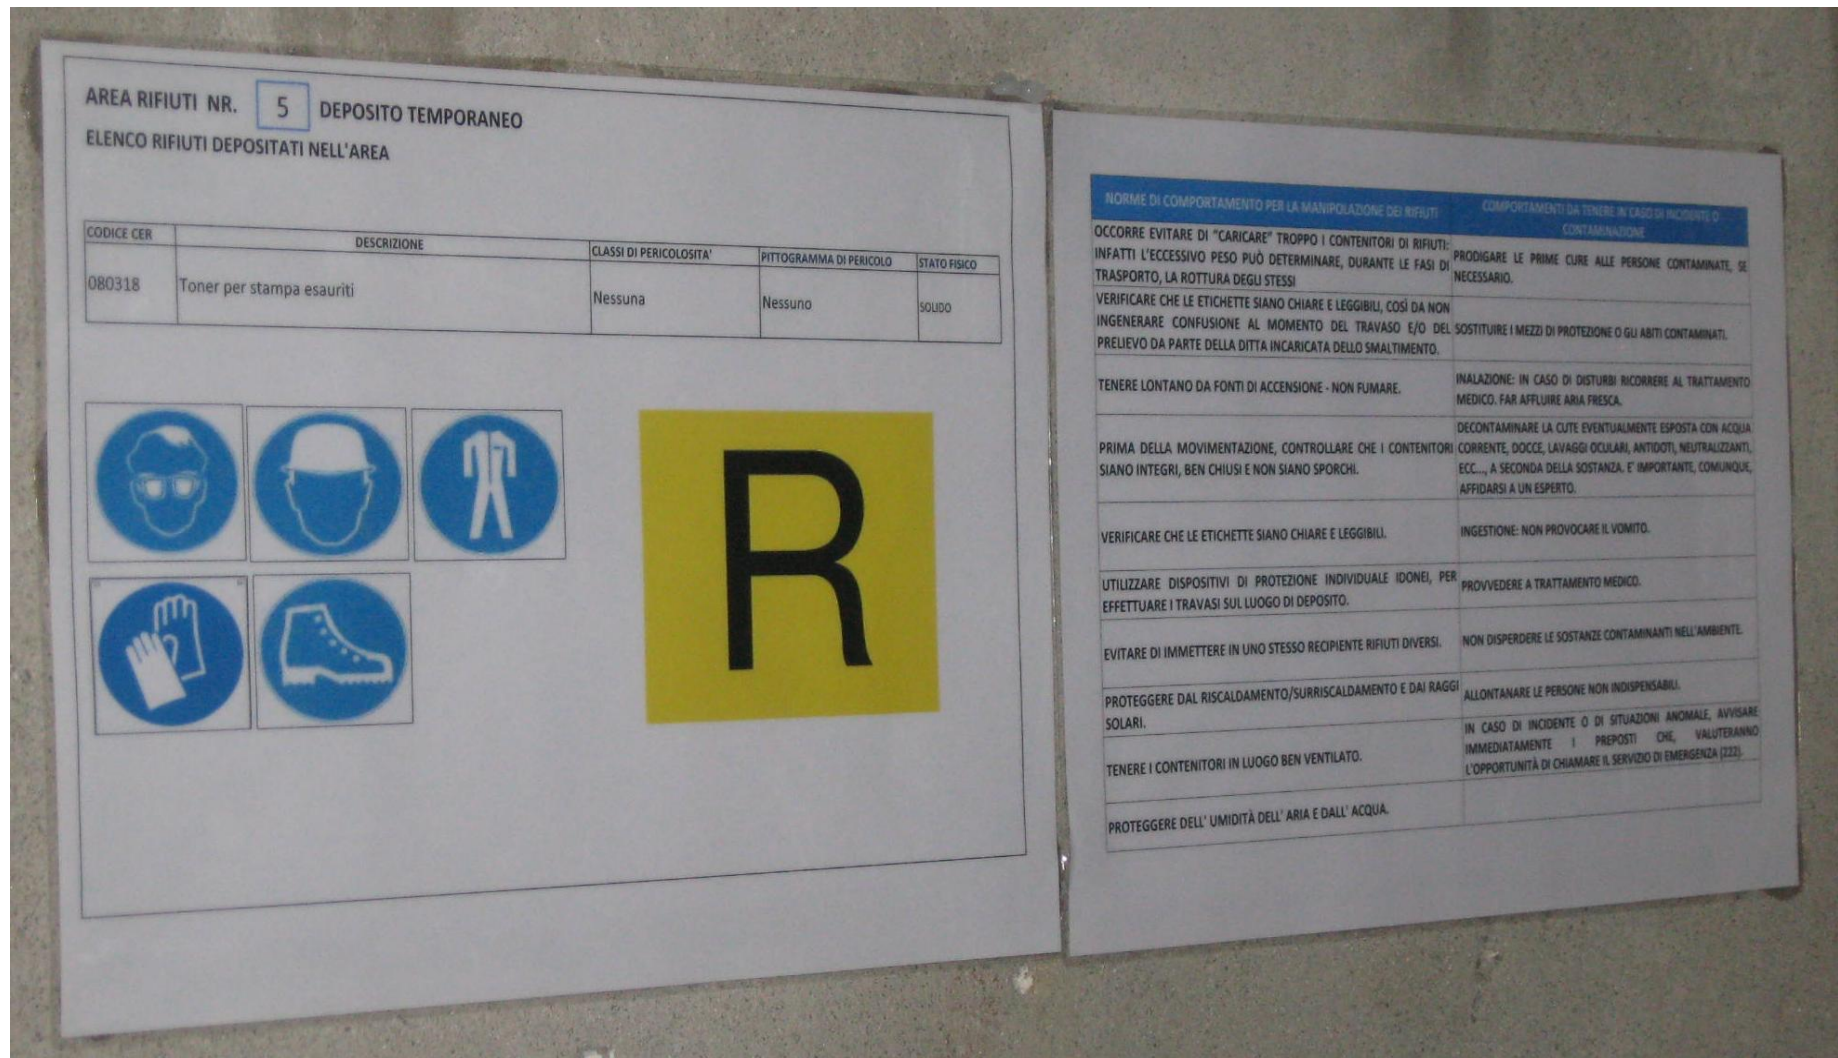 AREA RIFIUTI NR. 5 DEPOSITO TEMPORANEO
ELENCO RIFIUTI DEPOSITATI NELL'AREA
CODICE CER DESCRIZIONE CLASSI DI PERICOLOSITA' PITTOGRAMMA DI PERICOLO STATO FISICO
080318 Toner per stampa esauriti Nessuna Nessuno SOLIDO
R
NORME DI COMPORTAMENTO PER LA MANIPOLAZIONE DEI RIFIUTI
COMPORTAMENTI DA TENERE IN CASO DI INCIDENTE O
CONTAMINAZIONE
OCCORRE EVITARE DI "CARICARE" TROPPO I CONTENITORI DI RIFIUTI:
INFATTI L'ECCESSIVO PESO PUÒ DETERMINARE, DURANTE LE FASI DI
TRASPORTO, LA ROTTURA DEGLI STESSI
PRODIGARE LE PRIME CURE ALLE PERSONE CONTAMINATE, SE
NECESSARIO.
VERIFICARE CHE LE ETICHETTE SIANO CHIARE E LEGGIBILI, COSÌ DA NON
INGENERARE CONFUSIONE AL MOMENTO DEL TRAVASO E/O DEL
PRELIEVO DA PARTE DELLA DITTA INCARICATA DELLO SMALTIMENTO.
SOSTITUIRE I MEZZI DI PROTEZIONE O GLI ABITI CONTAMINATI.
TENERE LONTANO DA FONTI DI ACCENSIONE - NON FUMARE.
INALAZIONE: IN CASO DI DISTURBI RICORRERE AL TRATTAMENTO
MEDICO. FAR AFFLUIRE ARIA FRESCA.
PRIMA DELLA MOVIMENTAZIONE, CONTROLLARE CHE I CONTENITORI
SIANO INTEGRI, BEN CHIUSI E NON SIANO SPORCHI.
DECONTAMINARE LA CUTE EVENTUALMENTE ESPOSTA CON ACQUA
CORRENTE, DOCCE, LAVAGGI OCULARI, ANTIDOTI, NEUTRALIZZANTI,
ECC..., A SECONDA DELLA SOSTANZA. E' IMPORTANTE, COMUNQUE,
AFFIDARSI A UN ESPERTO.
VERIFICARE CHE LE ETICHETTE SIANO CHIARE E LEGGIBILI.
INGESTIONE: NON PROVOCARE IL VOMITO.
UTILIZZARE DISPOSITIVI DI PROTEZIONE INDIVIDUALE IDONEI, PER
EFFETTUARE I TRAVASI SUL LUOGO DI DEPOSITO.
PROVVEDERE A TRATTAMENTO MEDICO.
EVITARE DI IMMETTERE IN UNO STESSO RECIPIENTE RIFIUTI DIVERSI.
NON DISPERDERE LE SOSTANZE CONTAMINANTI NELL'AMBIENTE.
PROTEGGERE DAL RISCALDAMENTO/SURRISCALDAMENTO E DAI RAGGI
SOLARI.
ALLONTANARE LE PERSONE NON INDISPENSABILI.
TENERE I CONTENITORI IN LUOGO BEN VENTILATO.
IN CASO DI INCIDENTE O DI SITUAZIONI ANOMALE, AVVISARE
IMMEDIATAMENTE I PREPOSTI CHE, VALUTERANNO
L'OPPORTUNITÀ DI CHIAMARE IL SERVIZIO DI EMERGENZA (222).
PROTEGGERE DELL' UMIDITÀ DELL' ARIA E DALL' ACQUA.